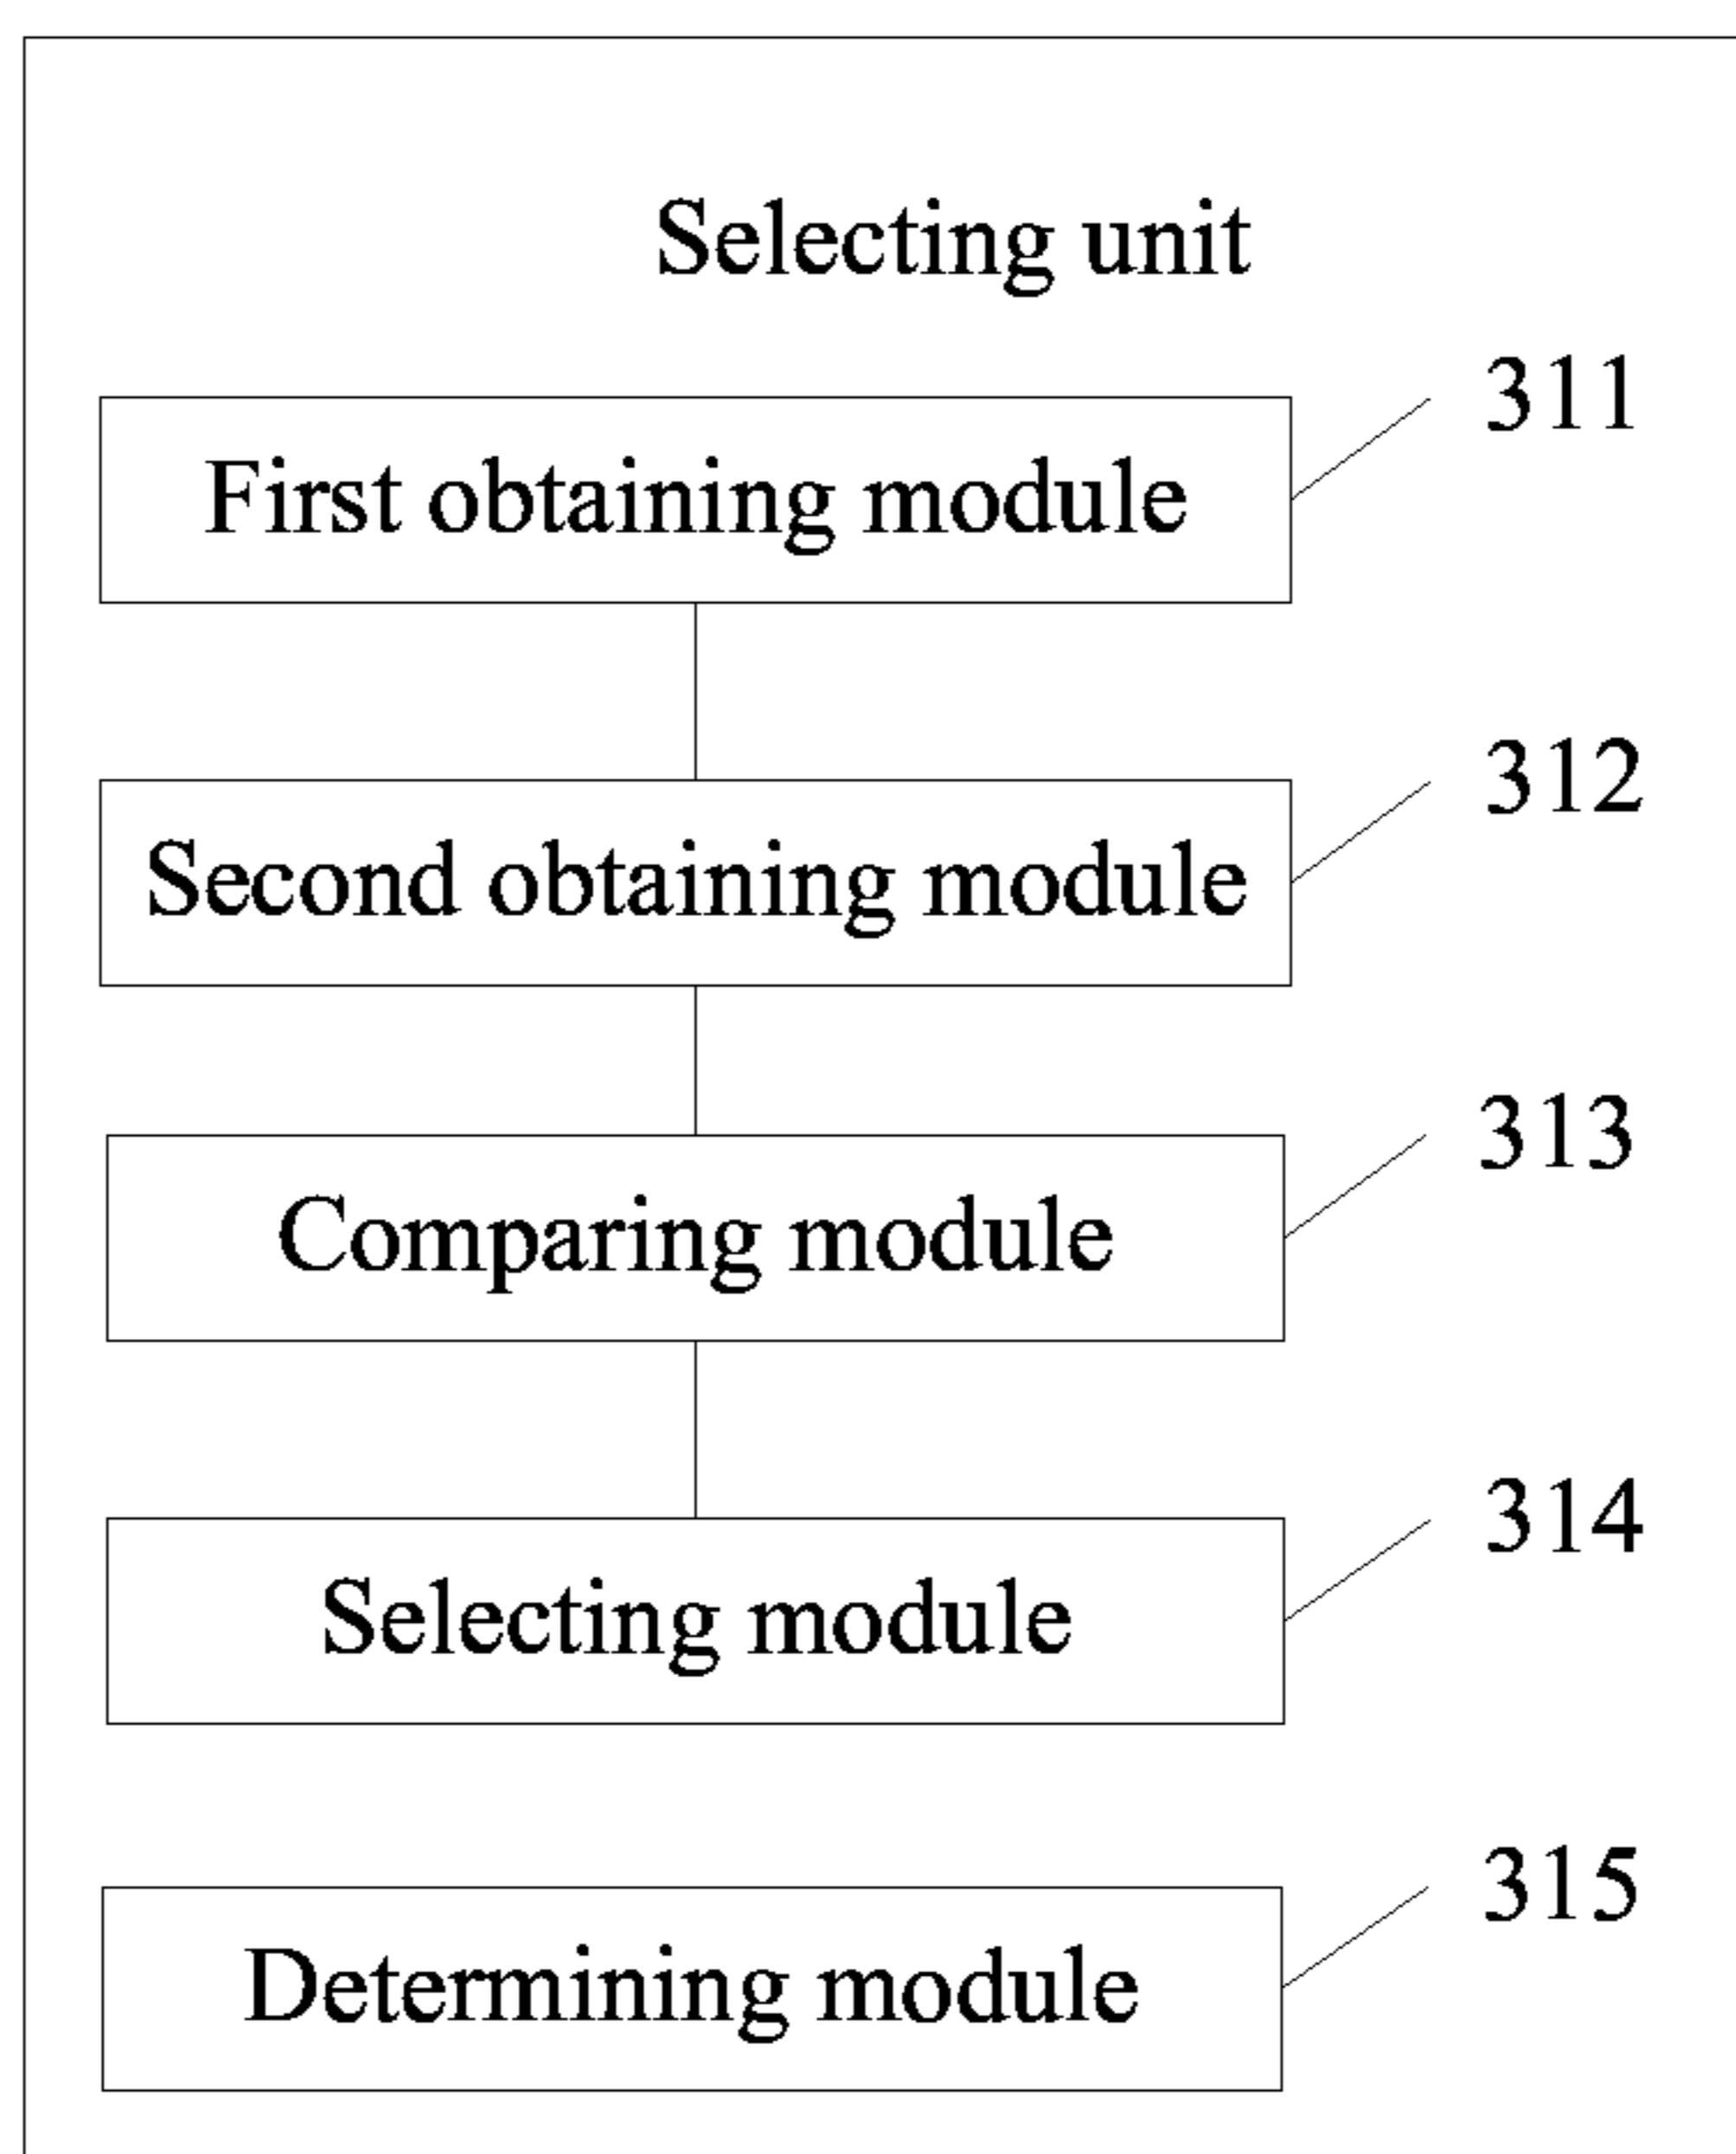 Selecting unit
311
First obtaining module
312
Second obtaining module
313
Comparing module
314
Selecting module
315
Determining module